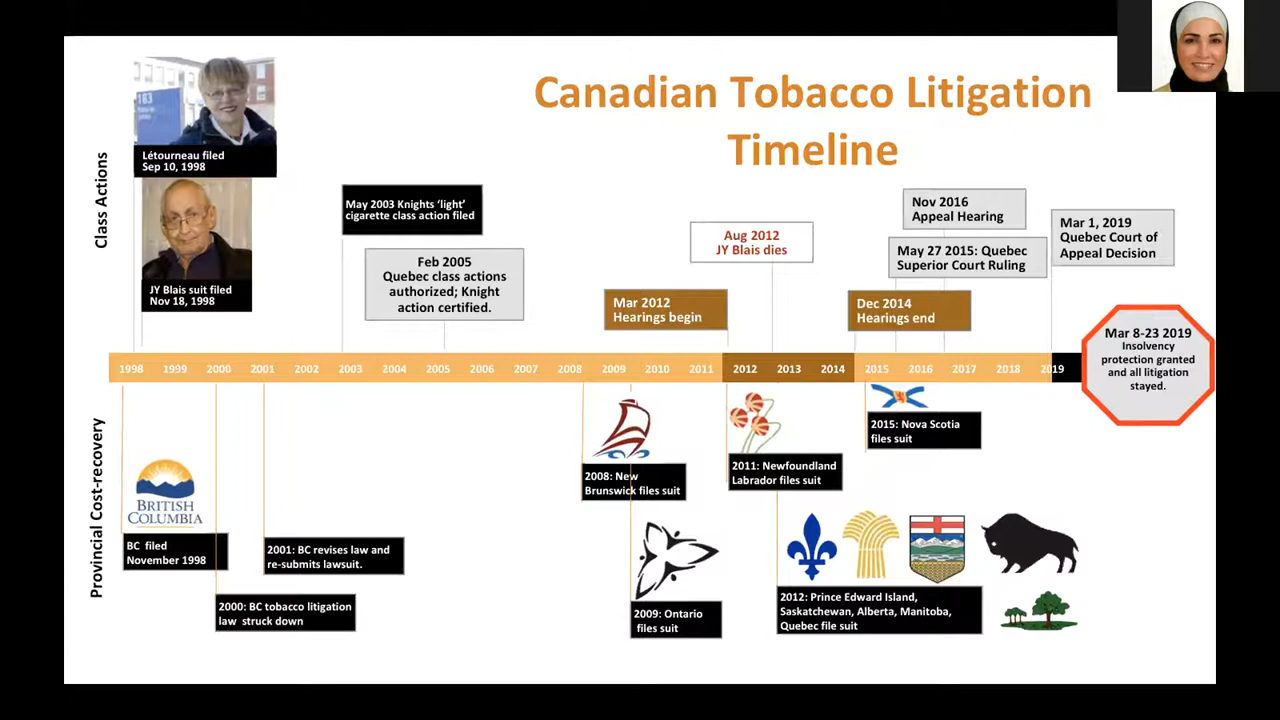 Canadian Tobacco Litigation
Timeline
Class Actions
183
Létourneau filed
Sep 10, 1998
JY Blais suit filed
Nov 18, 1998
May 2003 Knights ‘light’
cigarette class action filed
Feb 2005
Quebec class actions
authorized; Knight
action certified.
Aug 2012
JY Blais dies
Mar 2012
Hearings begin
Nov 2016
Appeal Hearing
May 27 2015: Quebec
Superior Court Ruling
Dec 2014
Hearings end
Mar 1, 2019
Quebec Court of
Appeal Decision
Mar 8-23 2019
Insolvency
protection granted
and all litigation
stayed.
1998 1999 2000 2001 2002 2003 2004 2005 2006 2007 2008 2009 2010 2011 2012 2013 2014 2015 2016 2017 2018 2019
Provincial Cost-recovery
BRITISH
COLUMBIA
BC filed
November 1998
2000: BC tobacco litigation
law struck down
2001: BC revises law and
re-submits lawsuit.
2008: New
Brunswick files suit
2009: Ontario
files suit
2011: Newfoundland
Labrador files suit
2012: Prince Edward Island,
Saskatchewan, Alberta, Manitoba,
Quebec file suit
2015: Nova Scotia
files suit